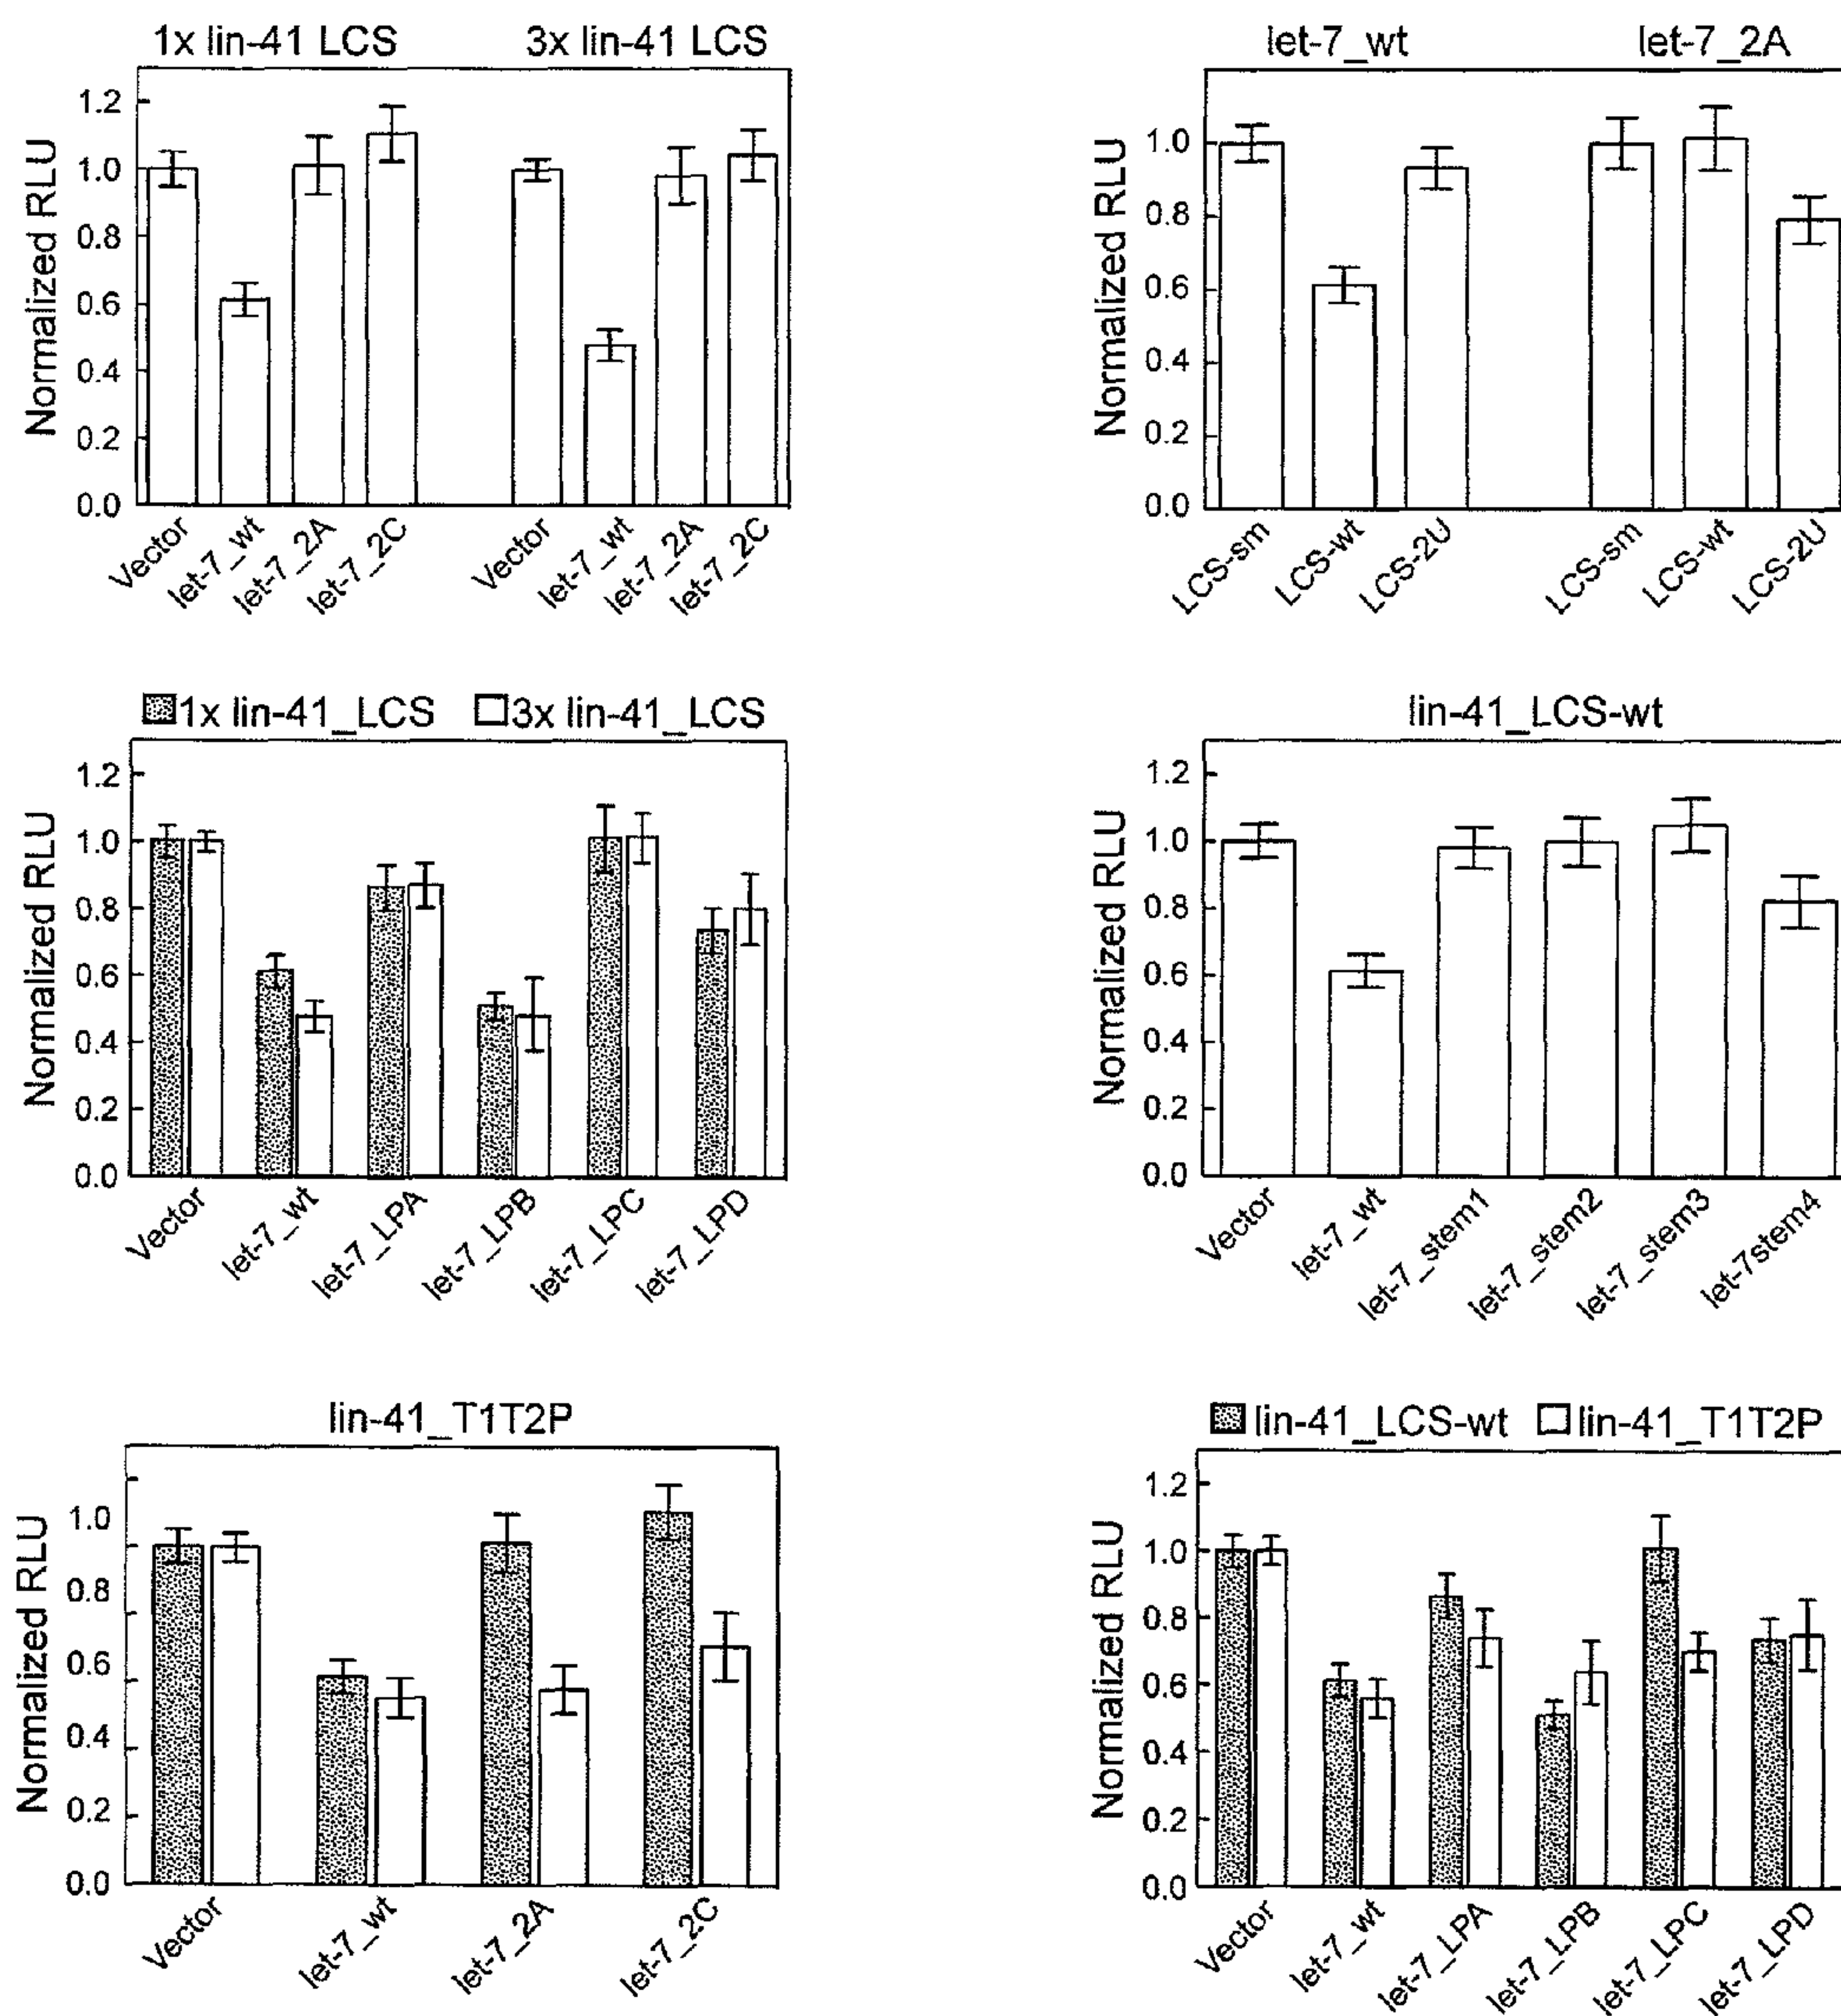 1x lin-41 LCS 3x lin-41 LCS
Normalized RLU
1.2
1.0
0.8
0.6
0.4
0.2
0.0
Vector let-7_wt let-7_2A let-7_2C Vector let-7_wt let-7_2A let-7_2C
let-7_wt let-7_2A
Normalized RLU
1.0
0.8
0.6
0.4
0.2
0.0
LCS-sm LCS-wt LCS-2U LCS-sm LCS-wt LCS-2U
1x lin-41_LCS 3x lin-41_LCS
Normalized RLU
1.2
1.0
0.8
0.6
0.4
0.2
0.0
Vector let-7_wt let-7_LPA let-7_LPB let-7_LPC let-7_LPD
lin-41_LCS-wt
Normalized RLU
1.2
1.0
0.8
0.6
0.4
0.2
0.0
Vector let-7_wt let-7_stem1 let-7_stem2 let-7_stem3 let-7stem4
lin-41_T1T2P
Normalized RLU
1.0
0.8
0.6
0.4
0.2
0.0
Vector let-7_wt let-7_2A let-7_2C
lin-41_LCS-wt lin-41_T1T2P
Normalized RLU
1.2
1.0
0.8
0.6
0.4
0.2
0.0
Vector let-7_wt let-7_LPA let-7_LPB let-7_LPC let-7_LPD